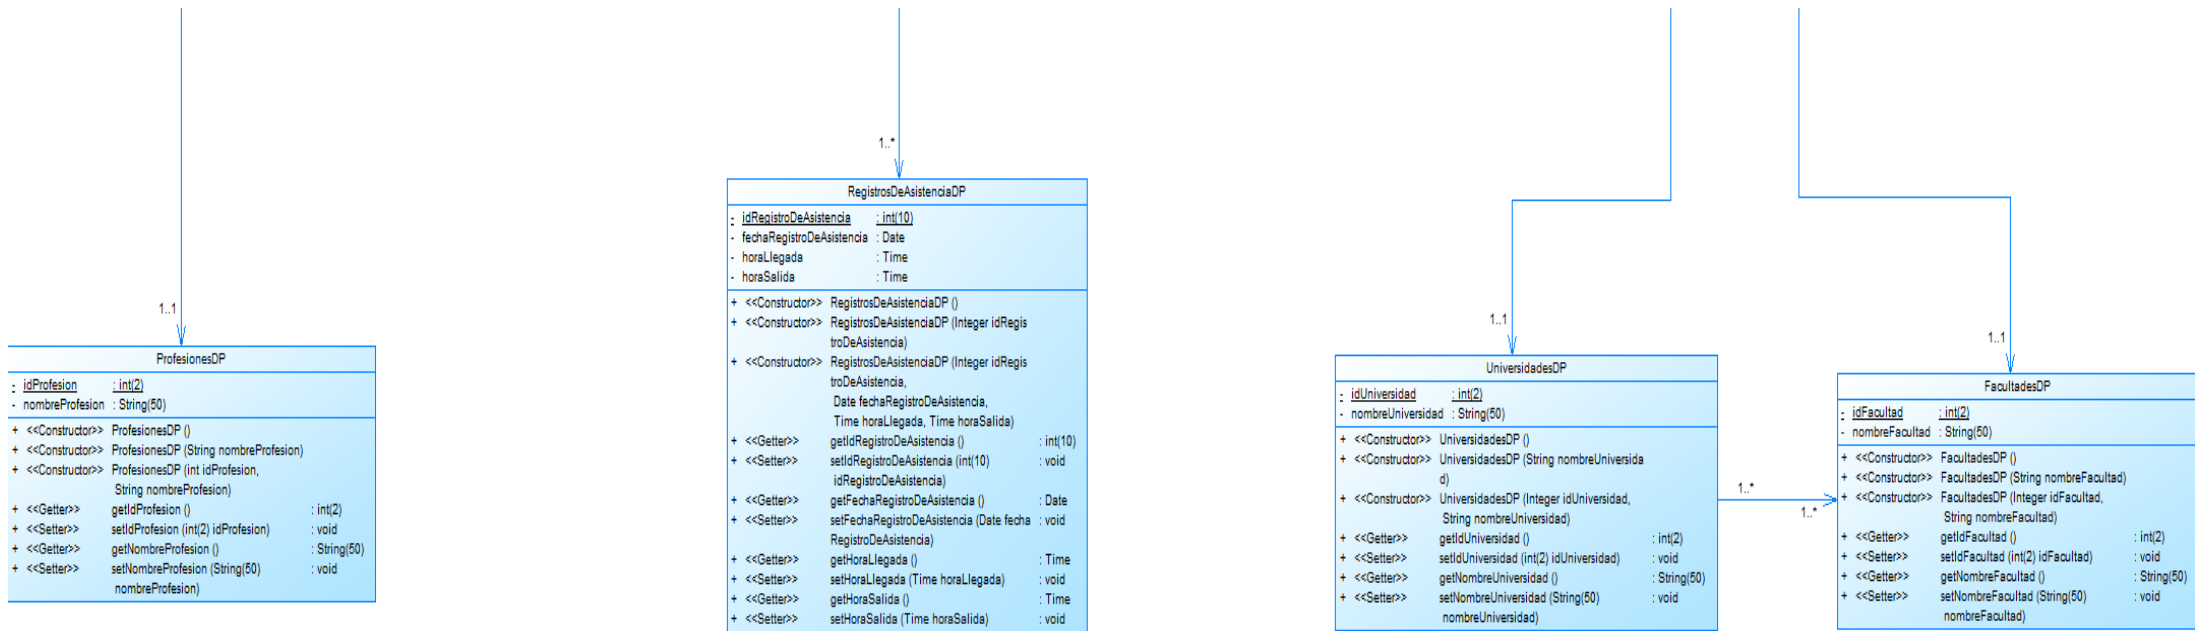 1..1
ProfesionesDP
- idProfesion : int(2)
- nombreProfesion : String(50)
+ <<Constructor>> ProfesionesDP ()
+ <<Constructor>> ProfesionesDP (String nombreProfesion)
+ <<Constructor>> ProfesionesDP (int idProfesion,
String nombreProfesion)
+ <<Getter>> getIdProfesion () : int(2)
+ <<Setter>> setIdProfesion (int(2) idProfesion) : void
+ <<Getter>> getNombreProfesion () : String(50)
+ <<Setter>> setNombreProfesion (String(50) : void
nombreProfesion)
1..*
RegistrosDeAsistenciaDP
- idRegistroDeAsistencia : int(10)
- fechaRegistroDeAsistencia : Date
- horaLlegada : Time
- horaSalida : Time
+ <<Constructor>> RegistrosDeAsistenciaDP ()
+ <<Constructor>> RegistrosDeAsistenciaDP (Integer idRegis
troDeAsistencia)
+ <<Constructor>> RegistrosDeAsistenciaDP (Integer idRegis
troDeAsistencia,
Date fechaRegistroDeAsistencia,
Time horaLlegada, Time horaSalida)
+ <<Getter>> getIdRegistroDeAsistencia () : int(10)
+ <<Setter>> setIdRegistroDeAsistencia (int(10) : void
idRegistroDeAsistencia)
+ <<Getter>> getFechaRegistroDeAsistencia () : Date
+ <<Setter>> setFechaRegistroDeAsistencia (Date fecha : void
RegistroDeAsistencia)
+ <<Getter>> getHoraLlegada () : Time
+ <<Setter>> setHoraLlegada (Time horaLlegada) : void
+ <<Getter>> getHoraSalida () : Time
+ <<Setter>> setHoraSalida (Time horaSalida) : void
1..1
UniversidadesDP
- idUniversidad : int(2)
- nombreUniversidad : String(50)
+ <<Constructor>> UniversidadesDP ()
+ <<Constructor>> UniversidadesDP (String nombreUniversida
d)
+ <<Constructor>> UniversidadesDP (Integer idUniversidad,
String nombreUniversidad)
+ <<Getter>> getIdUniversidad () : int(2)
+ <<Setter>> setIdUniversidad (int(2) idUniversidad) : void
+ <<Getter>> getNombreUniversidad () : String(50)
+ <<Setter>> setNombreUniversidad (String(50) : void
nombreUniversidad)
1..*
1..*
1..1
FacultadesDP
- idFacultad : int(2)
- nombreFacultad : String(50)
+ <<Constructor>> FacultadesDP ()
+ <<Constructor>> FacultadesDP (String nombreFacultad)
+ <<Constructor>> FacultadesDP (Integer idFacultad,
String nombreFacultad)
+ <<Getter>> getIdFacultad () : int(2)
+ <<Setter>> setIdFacultad (int(2) idFacultad) : void
+ <<Getter>> getNombreFacultad () : String(50)
+ <<Setter>> setNombreFacultad (String(50) : void
nombreFacultad)